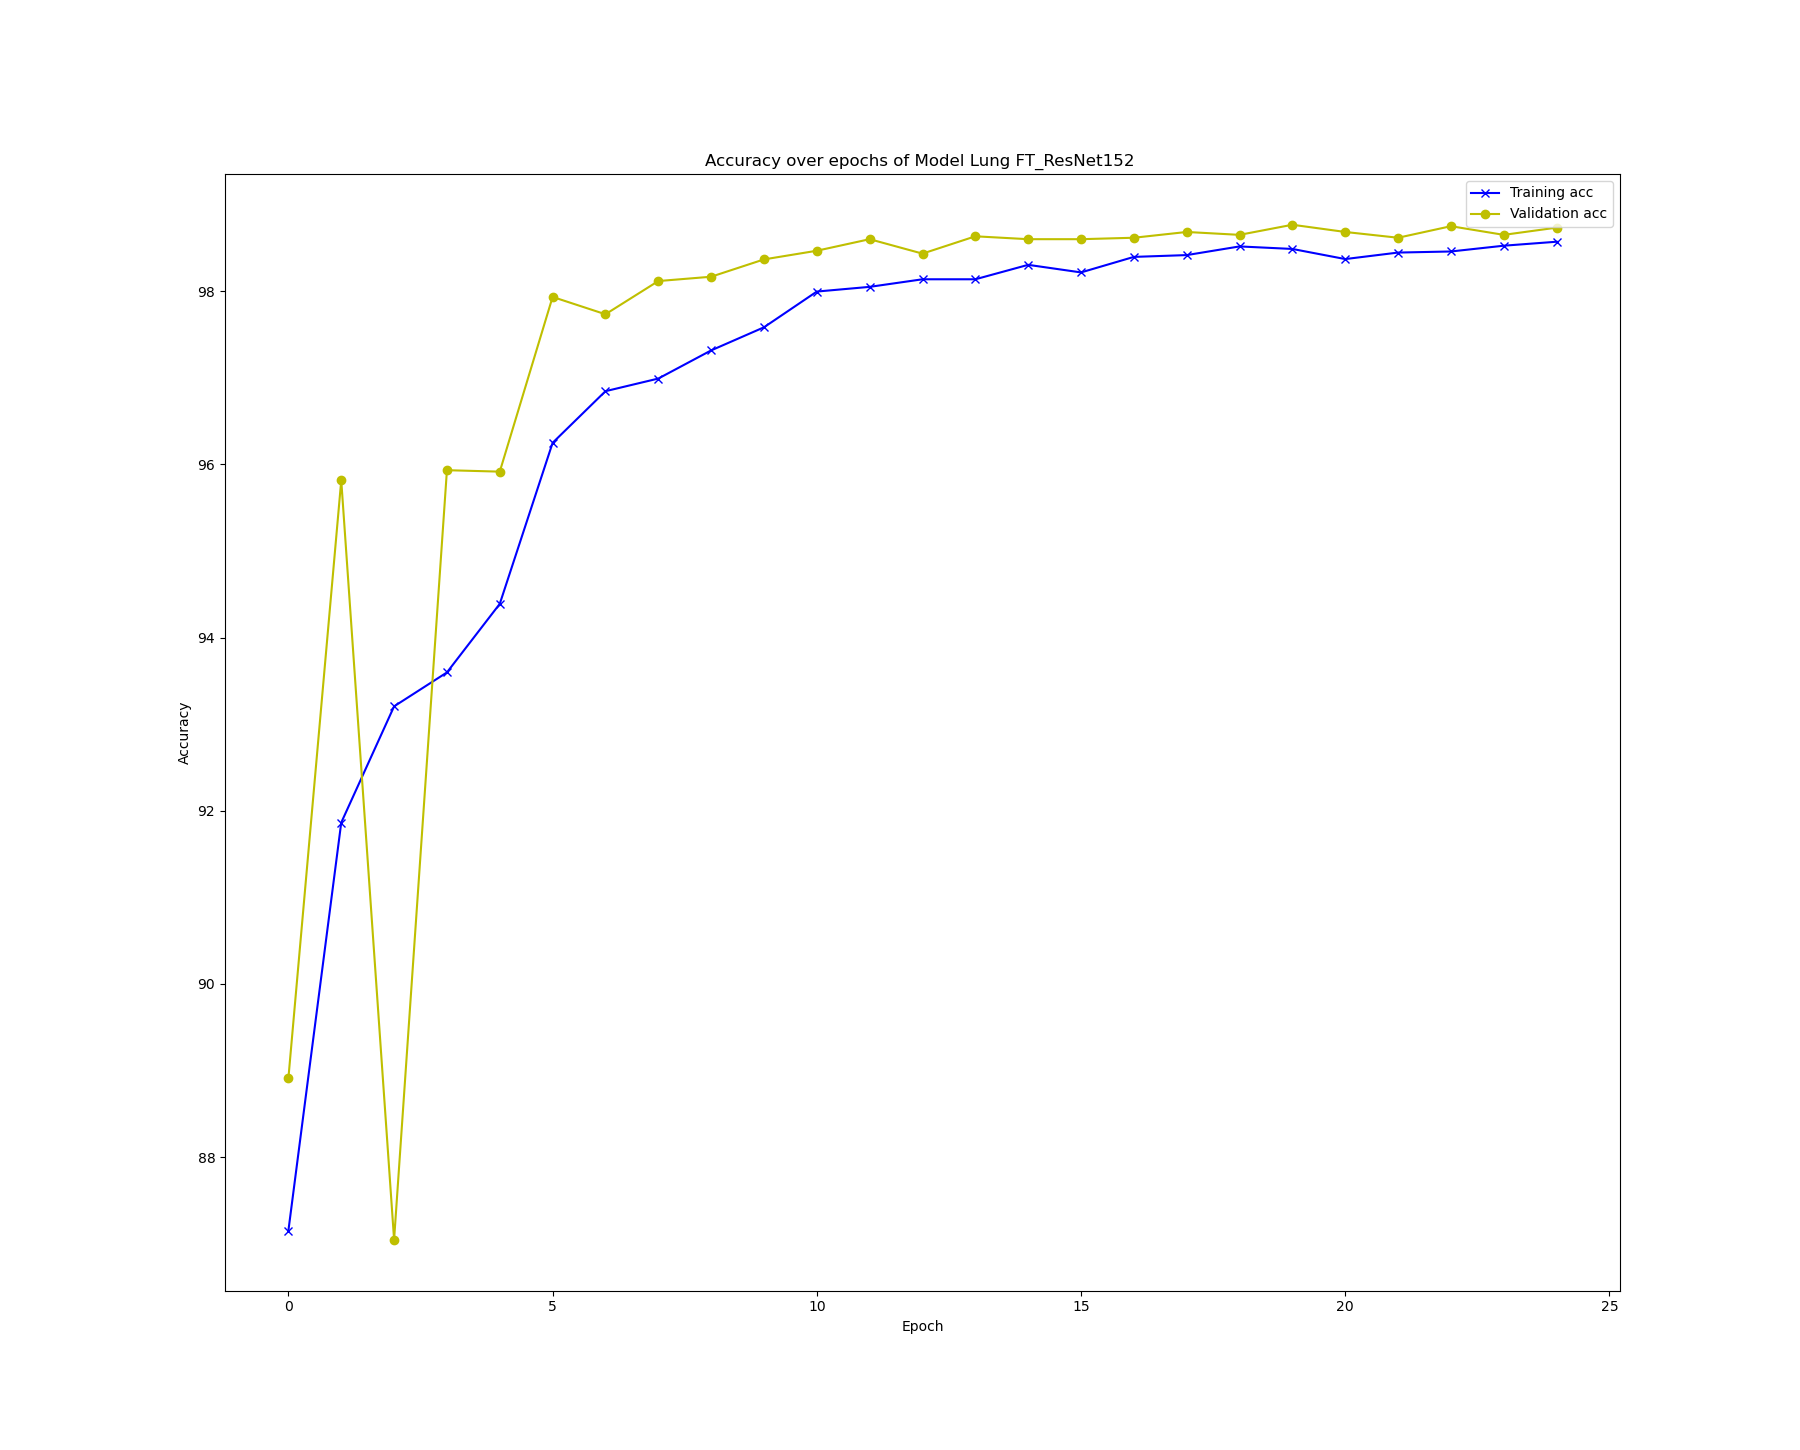 Accuracy over epochs of Model Lung FT_ResNet152
Training acc
Validation acc
98
96
94
92
90
88
Accuracy
0 5 10 15 20 25
Epoch